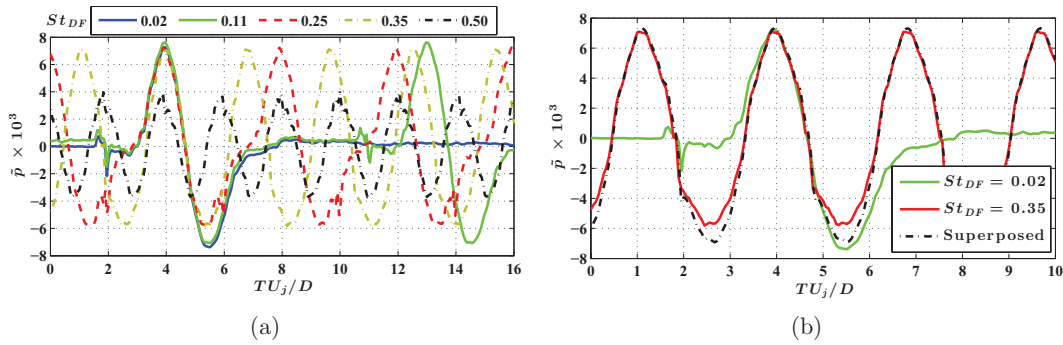 St_DF 0.02 0.11 0.25 0.35 0.50
8
6
4
2
0
−2
−4
−6
−8
p̃ × 10³
0 2 4 6 8 10 12 14 16
TU_j/D
(a)
8
6
4
2
0
−2
−4
−6
−8
p̃ × 10³
St_DF = 0.02
St_DF = 0.35
Superposed
0 1 2 3 4 5 6 7 8 9 10
TU_j/D
(b)